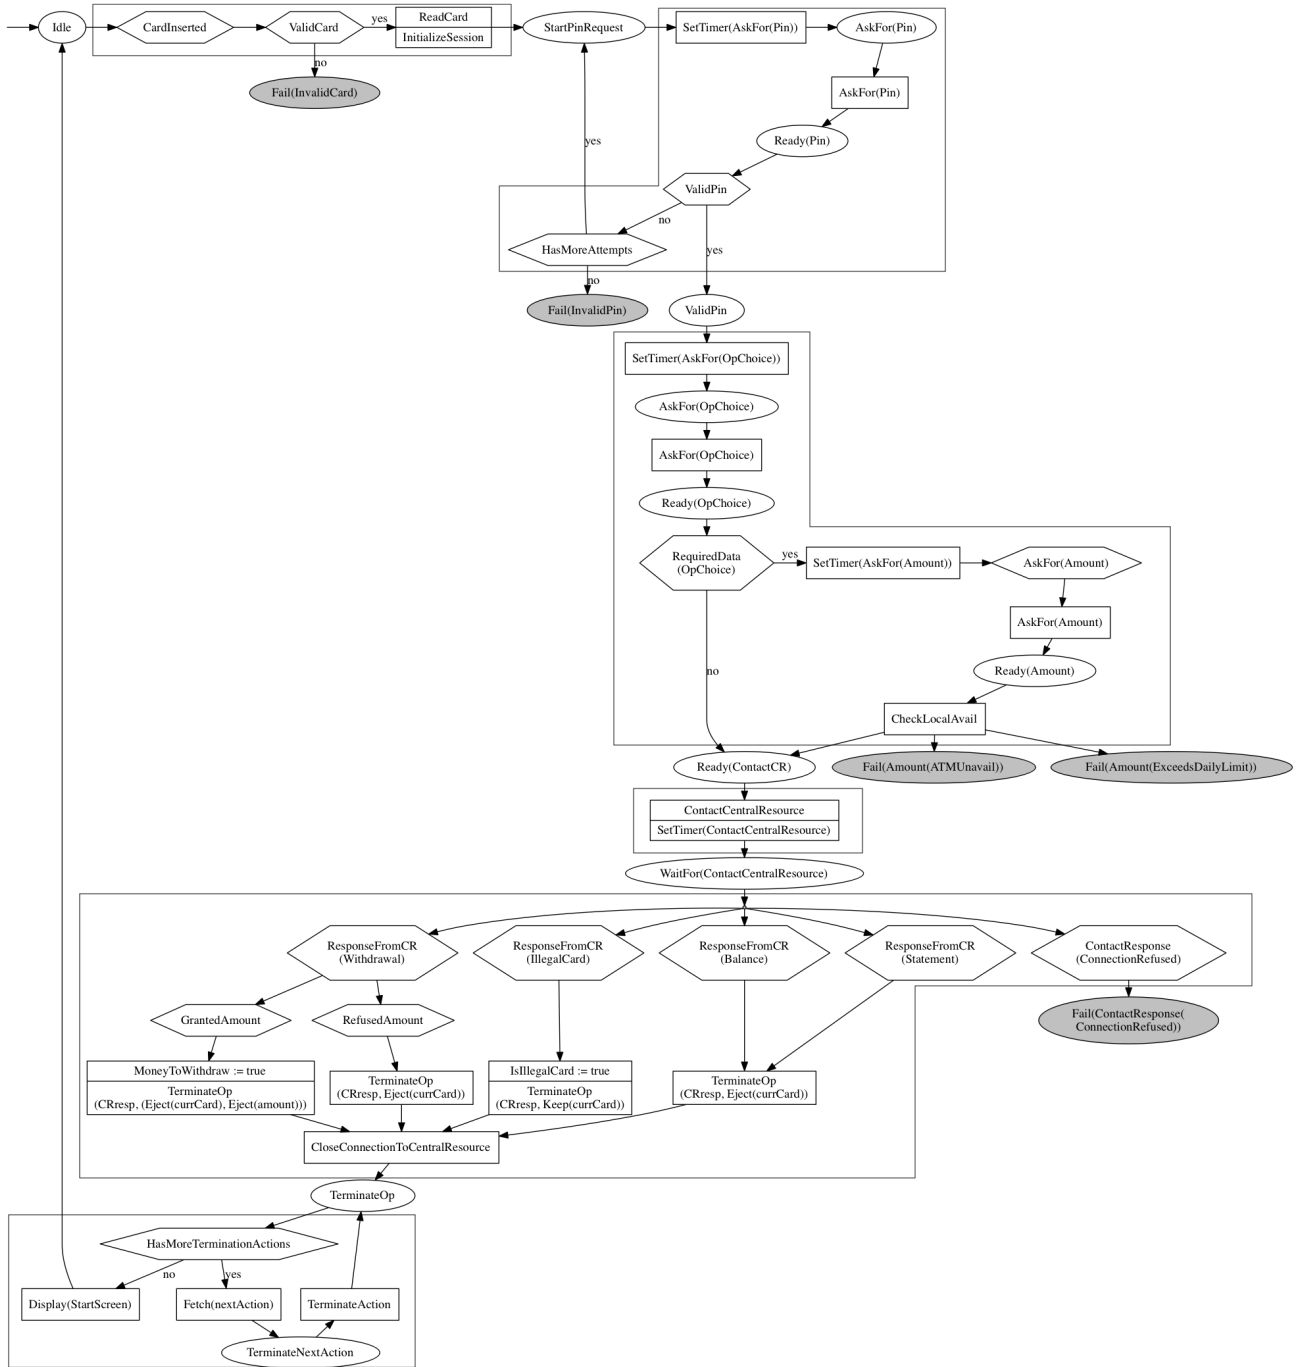 Idle
CardInserted
ValidCard
yes
ReadCard
InitializeSession
StartPinRequest
SetTimer(AskFor(Pin))
AskFor(Pin)
no
Fail(InvalidCard)
AskFor(Pin)
yes
Ready(Pin)
ValidPin
no
HasMoreAttempts
yes
no
Fail(InvalidPin)
ValidPin
SetTimer(AskFor(OpChoice))
AskFor(OpChoice)
AskFor(OpChoice)
Ready(OpChoice)
RequiredData
(OpChoice)
yes
SetTimer(AskFor(Amount))
AskFor(Amount)
AskFor(Amount)
no
Ready(Amount)
CheckLocalAvail
Ready(ContactCR)
Fail(Amount(ATMUnavail))
Fail(Amount(ExceedsDailyLimit))
ContactCentralResource
SetTimer(ContactCentralResource)
WaitFor(ContactCentralResource)
ResponseFromCR
(Withdrawal)
ResponseFromCR
(IllegalCard)
ResponseFromCR
(Balance)
ResponseFromCR
(Statement)
ContactResponse
(ConnectionRefused)
GrantedAmount
RefusedAmount
Fail(ContactResponse(
ConnectionRefused))
MoneyToWithdraw := true
TerminateOp
(CRresp, (Eject(currCard), Eject(amount)))
TerminateOp
(CRresp, Eject(currCard))
IsIllegalCard := true
TerminateOp
(CRresp, Keep(currCard))
TerminateOp
(CRresp, Eject(currCard))
CloseConnectionToCentralResource
TerminateOp
HasMoreTerminationActions
no
yes
Display(StartScreen)
Fetch(nextAction)
TerminateAction
TerminateNextAction